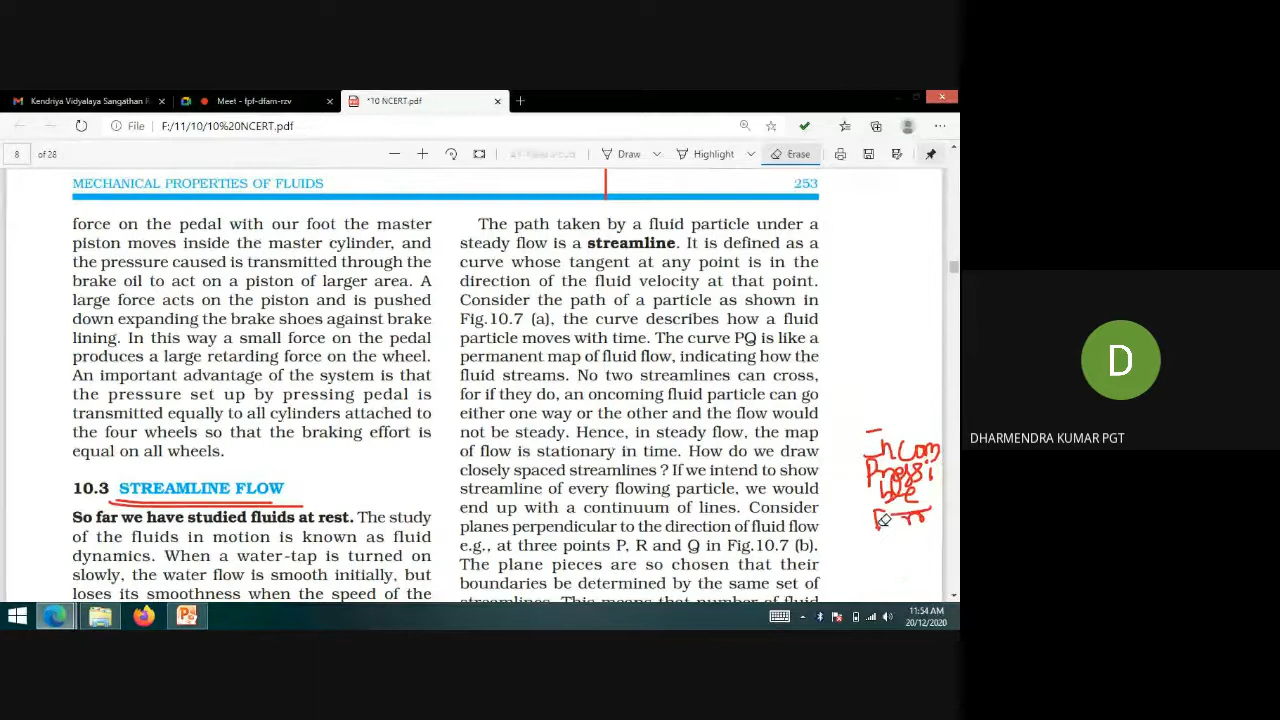 Kendriya Vidyalaya Sangathan R
Meet - fpf-dfam-rzv
*10 NCERT.pdf
File
F:/11/10/10%20NCERT.pdf
8
of 28
Draw
Highlight
Erase
MECHANICAL PROPERTIES OF FLUIDS
253
force on the pedal with our foot the master
piston moves inside the master cylinder, and
the pressure caused is transmitted through the
brake oil to act on a piston of larger area. A
large force acts on the piston and is pushed
down expanding the brake shoes against brake
lining. In this way a small force on the pedal
produces a large retarding force on the wheel.
An important advantage of the system is that
the pressure set up by pressing pedal is
transmitted equally to all cylinders attached to
the four wheels so that the braking effort is
equal on all wheels.
10.3 STREAMLINE FLOW
So far we have studied fluids at rest. The study
of the fluids in motion is known as fluid
dynamics. When a water-tap is turned on
slowly, the water flow is smooth initially, but
loses its smoothness when the speed of the
The path taken by a fluid particle under a
steady flow is a streamline. It is defined as a
curve whose tangent at any point is in the
direction of the fluid velocity at that point.
Consider the path of a particle as shown in
Fig.10.7 (a), the curve describes how a fluid
particle moves with time. The curve PQ is like a
permanent map of fluid flow, indicating how the
fluid streams. No two streamlines can cross,
for if they do, an oncoming fluid particle can go
either one way or the other and the flow would
not be steady. Hence, in steady flow, the map
of flow is stationary in time. How do we draw
closely spaced streamlines ? If we intend to show
streamline of every flowing particle, we would
end up with a continuum of lines. Consider
planes perpendicular to the direction of fluid flow
e.g., at three points P, R and Q in Fig.10.7 (b).
The plane pieces are so chosen that their
boundaries be determined by the same set of
streamlines. This means that number of fluid
Incom
Pressi
ble
11:54 AM
20/12/2020
D
DHARMENDRA KUMAR PGT